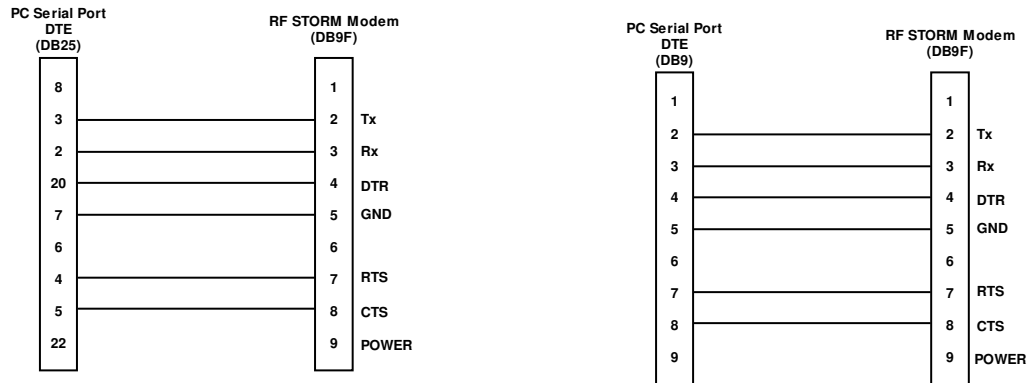 PC Serial Port
DTE
(DB25)
RF STORM Modem
(DB9F)
8 1
3 2 Tx
2 3 Rx
20 4 DTR
7 5 GND
6 6
4 7 RTS
5 8 CTS
22 9 POWER
PC Serial Port
DTE
(DB9)
RF STORM Modem
(DB9F)
1 1
2 2 Tx
3 3 Rx
4 4 DTR
5 5 GND
6 6
7 7 RTS
8 8 CTS
9 9 POWER